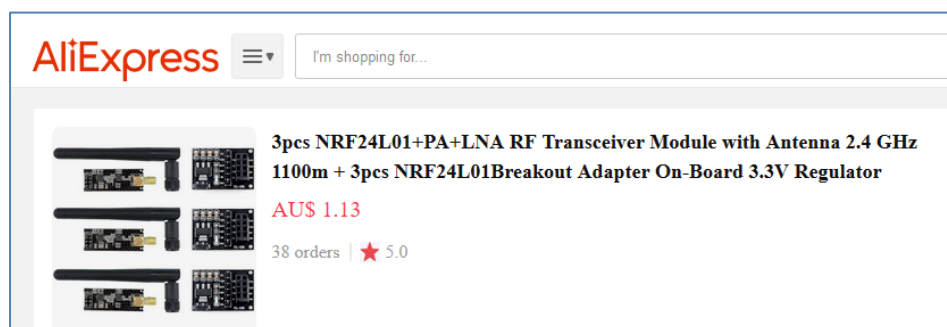 AliExpress
I'm shopping for...
3pcs NRF24L01+PA+LNA RF Transceiver Module with Antenna 2.4 GHz
1100m + 3pcs NRF24L01Breakout Adapter On-Board 3.3V Regulator
AU$ 1.13
38 orders | 5.0